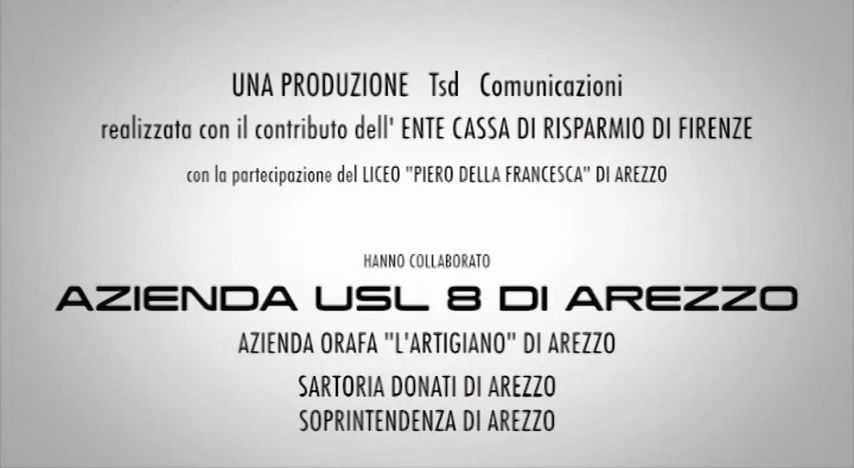 UNA PRODUZIONE Tsd Comunicazioni
realizzata con il contributo dell' ENTE CASSA DI RISPARMIO DI FIRENZE
con la partecipazione del LICEO "PIERO DELLA FRANCESCA" DI AREZZO
HANNO COLLABORATO
AZIENDA USL 8 DI AREZZO
AZIENDA ORAFA "L'ARTIGIANO" DI AREZZO
SARTORIA DONATI DI AREZZO
SOPRINTENDENZA DI AREZZO